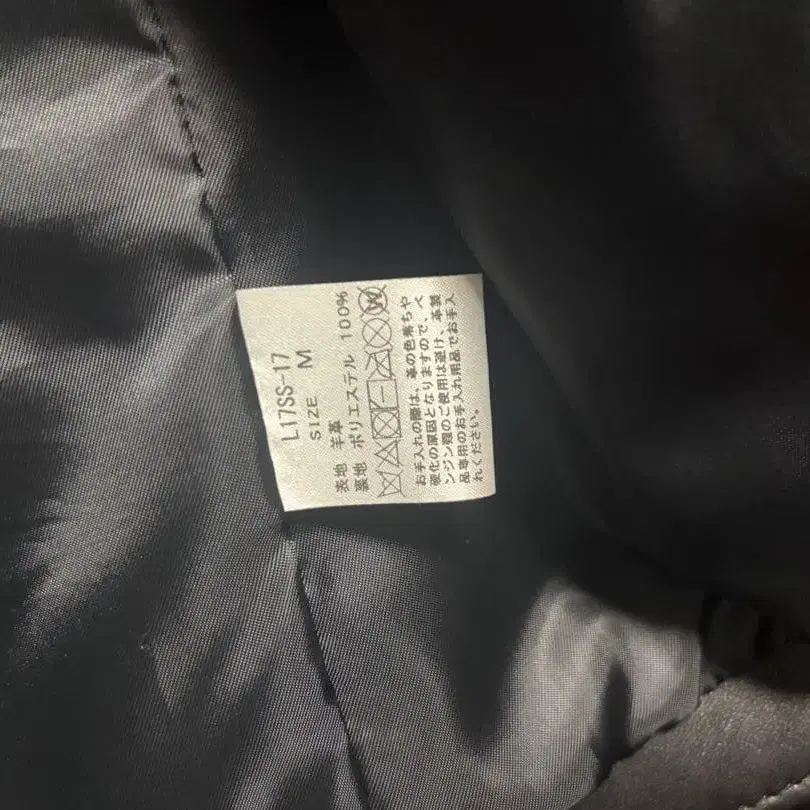 L17SS-17
SIZE M
表地 羊革
裏地 ポリエステル 100%
W
お手入れの際は、革の色落ちや
硬化の原因となりますので、ベ
ンジン類のご使用は避け、革製
品専用のお手入れ用品でお手入
れください。